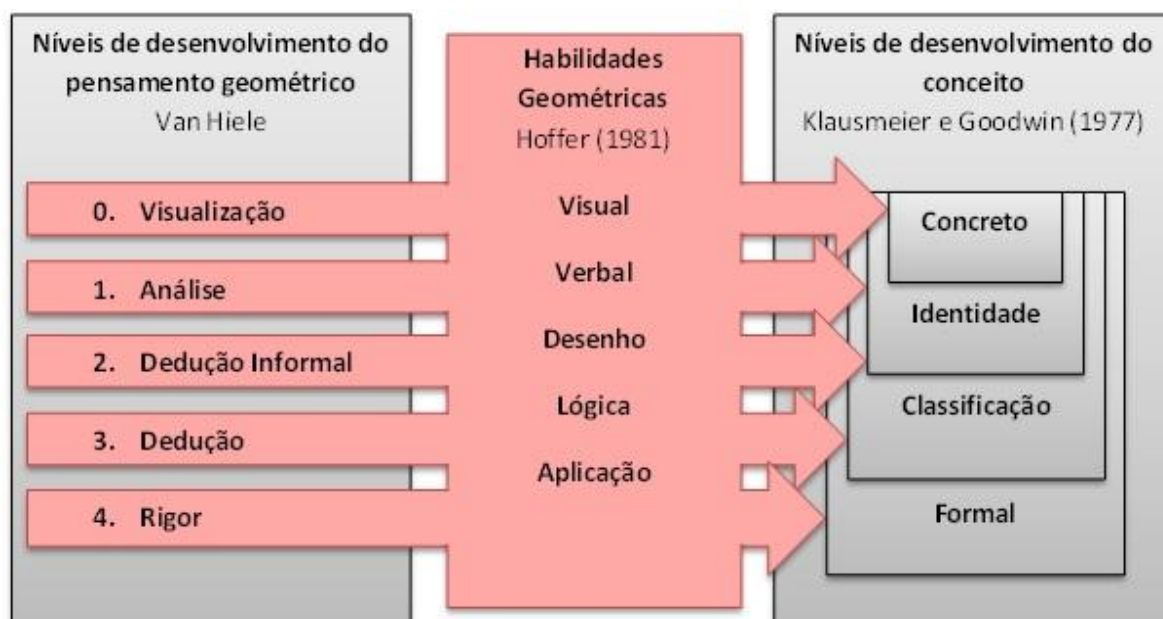 Níveis de desenvolvimento do
pensamento geométrico
Van Hiele
0. Visualização
1. Análise
2. Dedução Informal
3. Dedução
4. Rigor
Habilidades
Geométricas
Hoffer (1981)
Visual
Verbal
Desenho
Lógica
Aplicação
Níveis de desenvolvimento do
conceito
Klausmeier e Goodwin (1977)
Concreto
Identidade
Classificação
Formal